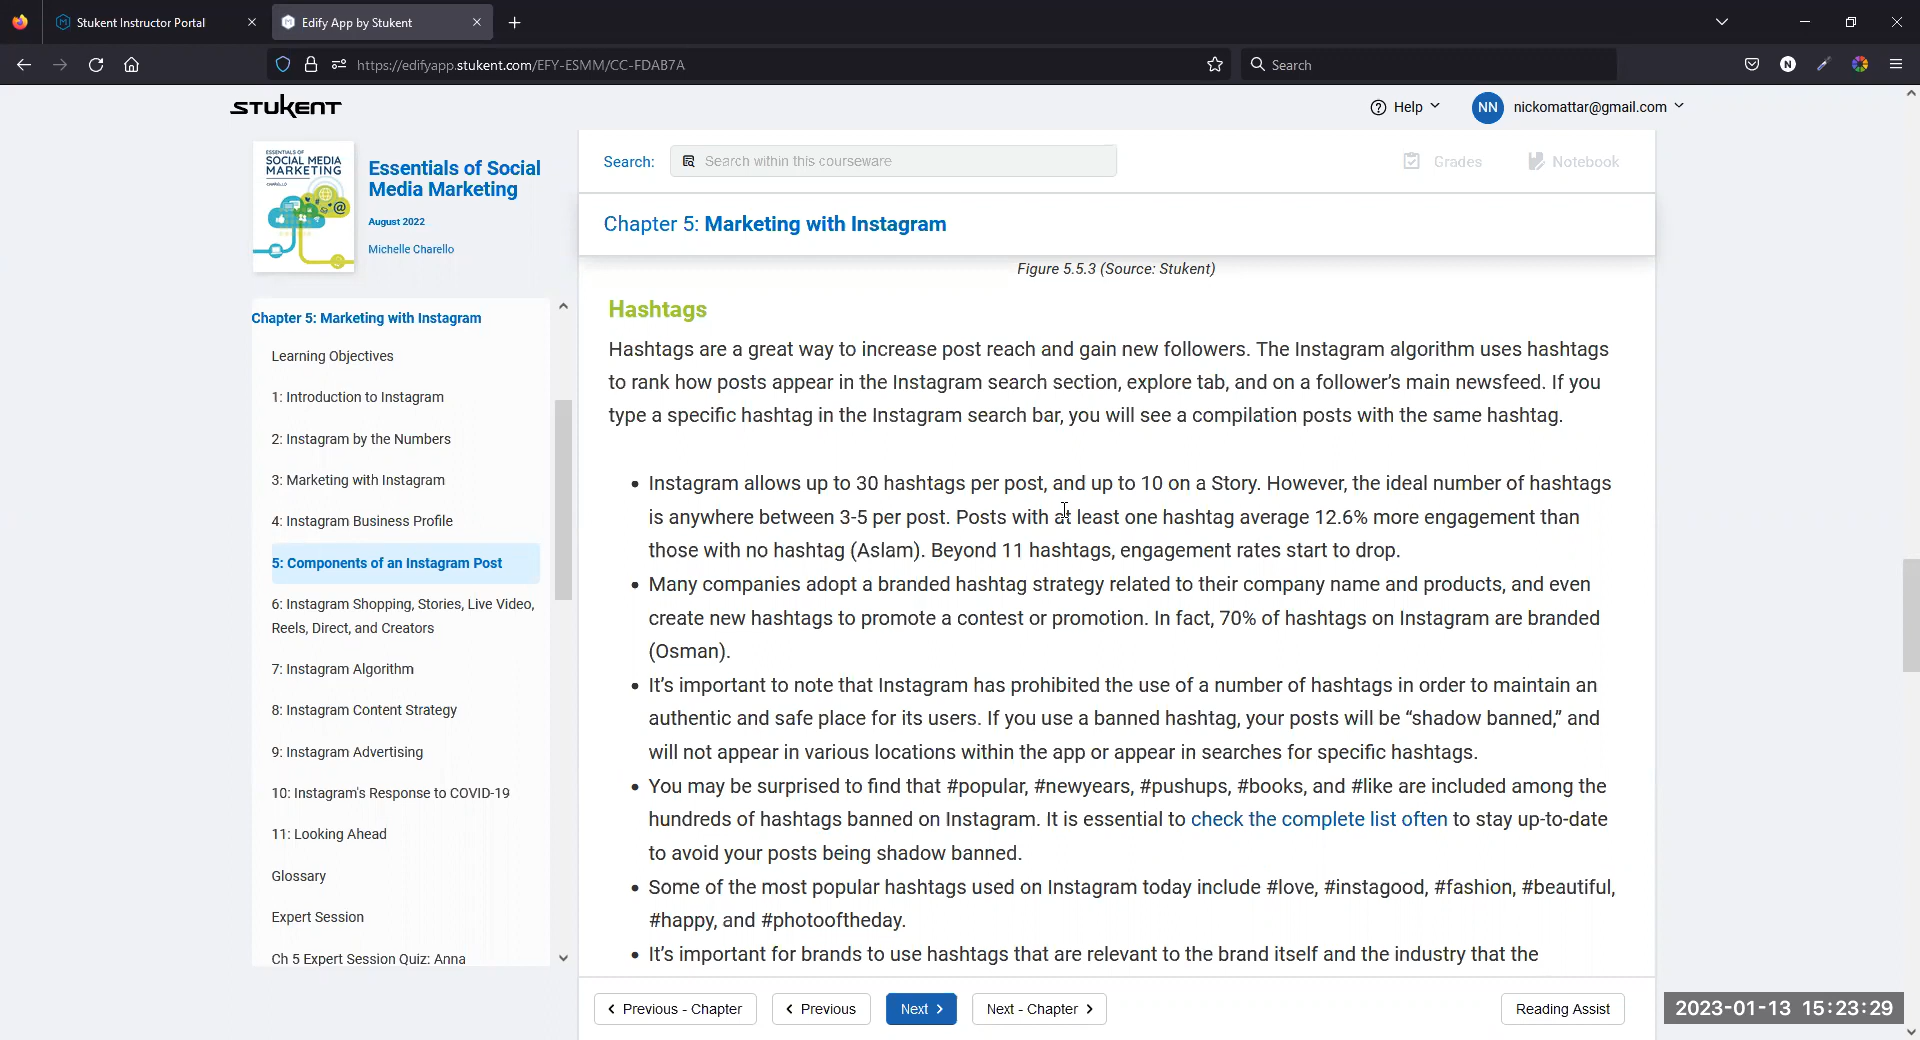 Stukent Instructor Portal
Edify App by Stukent
https://edifyapp.stukent.com/EFY-ESMM/CC-FDAB7A
Search
STUKENT
Help
NN
nickomattar@gmail.com
ESSENTIALS OF
SOCIAL MEDIA
MARKETING
CHARELLO
Essentials of Social
Media Marketing
August 2022
Michelle Charello
Search:
Search within this courseware
Grades
Notebook
Chapter 5: Marketing with Instagram
Chapter 5: Marketing with Instagram
Learning Objectives
1: Introduction to Instagram
2: Instagram by the Numbers
3: Marketing with Instagram
4: Instagram Business Profile
5: Components of an Instagram Post
6: Instagram Shopping, Stories, Live Video,
Reels, Direct, and Creators
7: Instagram Algorithm
8: Instagram Content Strategy
9: Instagram Advertising
10: Instagram's Response to COVID-19
11: Looking Ahead
Glossary
Expert Session
Ch 5 Expert Session Quiz: Anna
Figure 5.5.3 (Source: Stukent)
Hashtags
Hashtags are a great way to increase post reach and gain new followers. The Instagram algorithm uses hashtags
to rank how posts appear in the Instagram search section, explore tab, and on a follower's main newsfeed. If you
type a specific hashtag in the Instagram search bar, you will see a compilation posts with the same hashtag.
• Instagram allows up to 30 hashtags per post, and up to 10 on a Story. However, the ideal number of hashtags
is anywhere between 3-5 per post. Posts with at least one hashtag average 12.6% more engagement than
those with no hashtag (Aslam). Beyond 11 hashtags, engagement rates start to drop.
• Many companies adopt a branded hashtag strategy related to their company name and products, and even
create new hashtags to promote a contest or promotion. In fact, 70% of hashtags on Instagram are branded
(Osman).
• It's important to note that Instagram has prohibited the use of a number of hashtags in order to maintain an
authentic and safe place for its users. If you use a banned hashtag, your posts will be “shadow banned,” and
will not appear in various locations within the app or appear in searches for specific hashtags.
• You may be surprised to find that #popular, #newyears, #pushups, #books, and #like are included among the
hundreds of hashtags banned on Instagram. It is essential to check the complete list often to stay up-to-date
to avoid your posts being shadow banned.
• Some of the most popular hashtags used on Instagram today include #love, #instagood, #fashion, #beautiful,
#happy, and #photooftheday.
• It's important for brands to use hashtags that are relevant to the brand itself and the industry that the
Previous - Chapter
Previous
Next
Next - Chapter
Reading Assist
2023-01-13 15:23:29